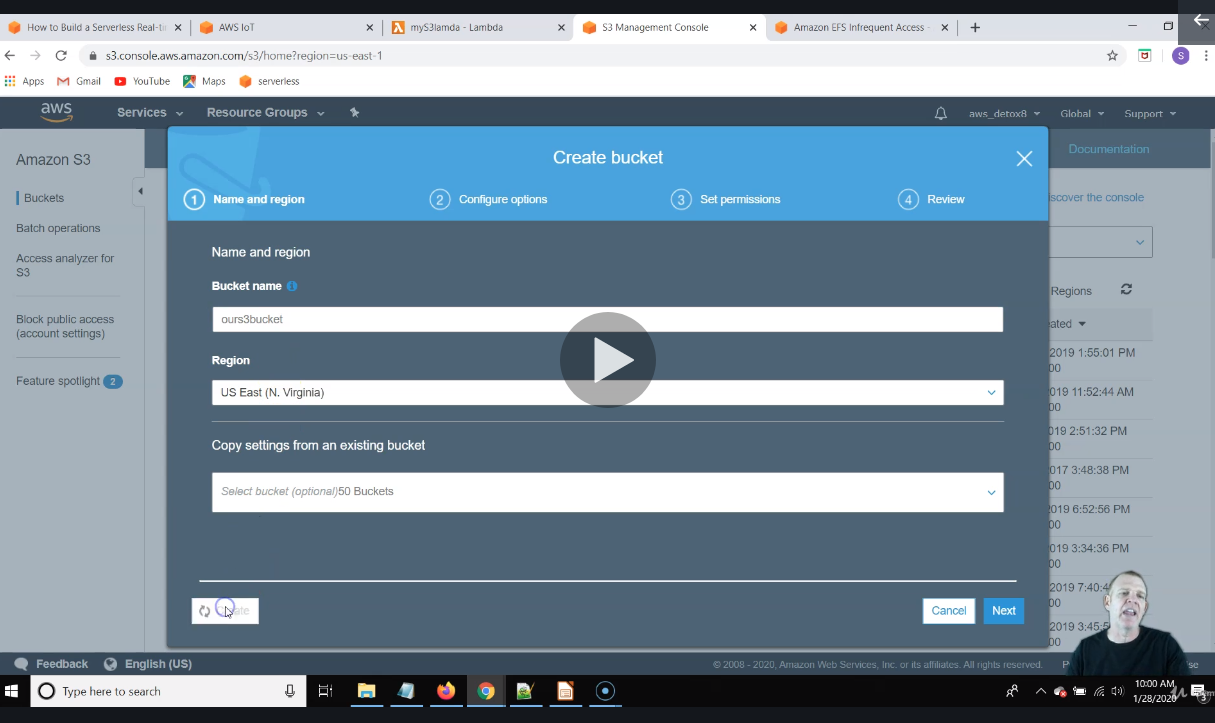 How to Build a Serverless Real-t
AWS IoT
myS3lamda - Lambda
S3 Management Console
Amazon EFS Infrequent Access -
s3.console.aws.amazon.com/s3/home?region=us-east-1
S
Apps
Gmail
YouTube
Maps
serverless
aws
Services
Resource Groups
aws_detox8
Global
Support
Amazon S3
Documentation
Create bucket
1 Name and region
2 Configure options
3 Set permissions
4 Review
Buckets
iscover the console
Batch operations
Access analyzer for
S3
Name and region
Bucket name
ours3bucket
Regions
Block public access
(account settings)
ated
Region
US East (N. Virginia)
2019 1:55:01 PM
00
Feature spotlight 2
019 11:52:44 AM
00
Copy settings from an existing bucket
019 2:51:32 PM
00
Select bucket (optional)50 Buckets
017 3:48:38 PM
00
019 6:52:56 PM
00
019 3:34:36 PM
00
2019 7:40:4
00
Create
Cancel
Next
2019 3:45:5
00
Feedback
English (US)
© 2008 - 2020, Amazon Web Services, Inc. or its affiliates. All rights reserved.
P
se
Type here to search
10:00 AM
1/28/2020
3